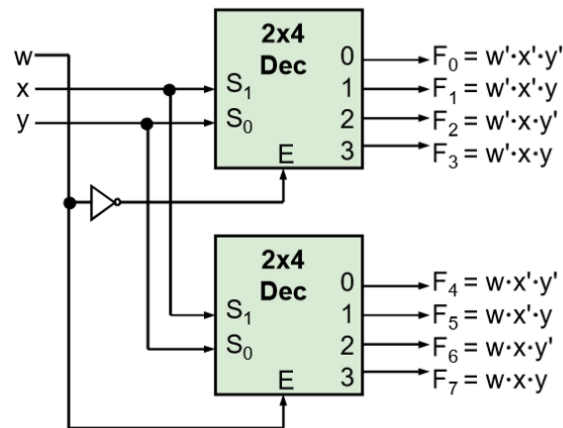 w
x
y
2x4
Dec
S₁
S₀
E
0
1
2
3
F₀ = w'·x'·y'
F₁ = w'·x'·y
F₂ = w'·x·y'
F₃ = w'·x·y
2x4
Dec
S₁
S₀
E
0
1
2
3
F₄ = w·x'·y'
F₅ = w·x'·y
F₆ = w·x·y'
F₇ = w·x·y